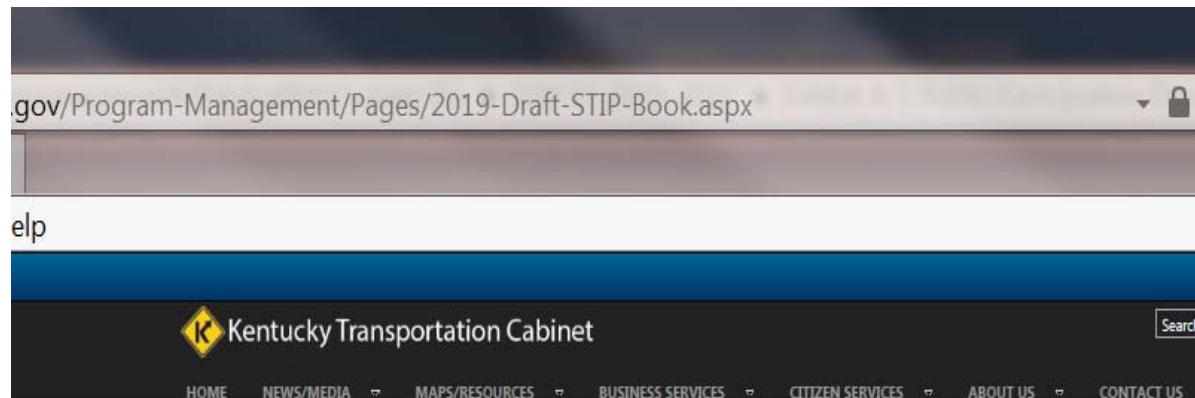 .gov/Program-Management/Pages/2019-Draft-STIP-Book.aspx
elp
K Kentucky Transportation Cabinet
Search
HOME NEWS/MEDIA MAPS/RESOURCES BUSINESS SERVICES CITIZEN SERVICES ABOUT US CONTACT US